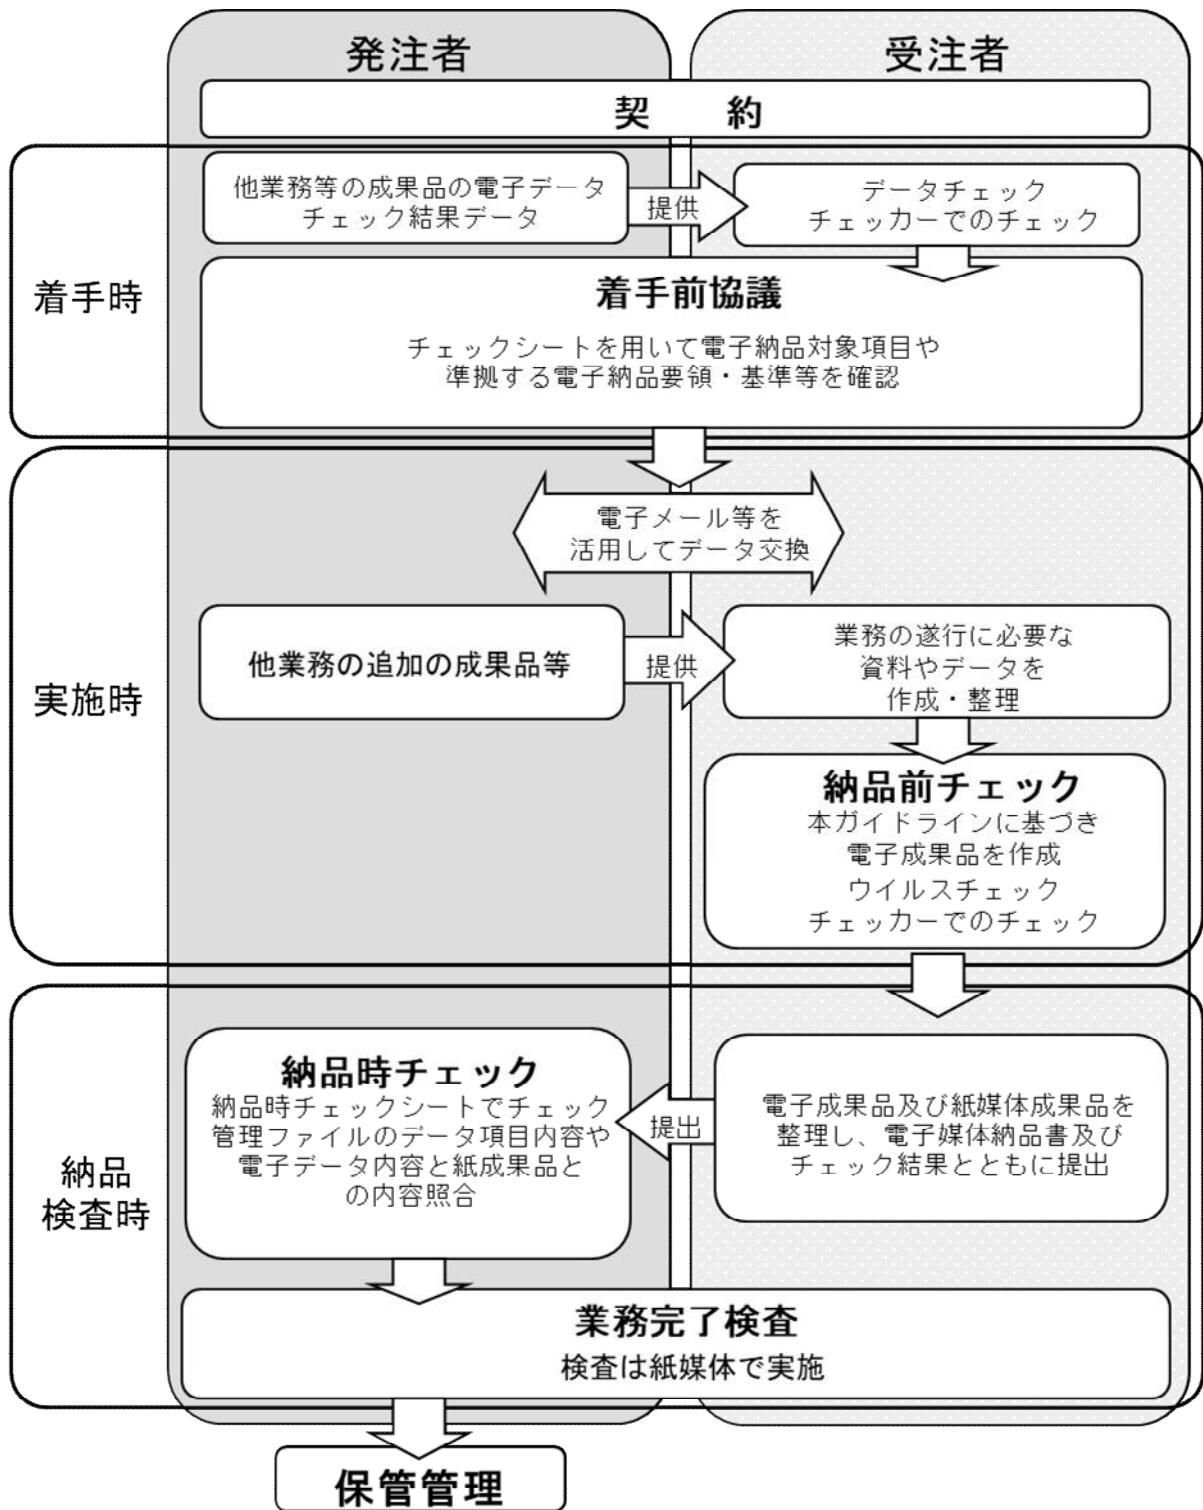 発注者
受注者
契　約
着手時
他業務等の成果品の電子データ
チェック結果データ
提供
データチェック
チェッカーでのチェック
着手前協議
チェックシートを用いて電子納品対象項目や
準拠する電子納品要領・基準等を確認
実施時
電子メール等を
活用してデータ交換
他業務の追加の成果品等
提供
業務の遂行に必要な
資料やデータを
作成・整理
納品前チェック
本ガイドラインに基づき
電子成果品を作成
ウイルスチェック
チェッカーでのチェック
納品
検査時
納品時チェック
納品時チェックシートでチェック
管理ファイルのデータ項目内容や
電子データ内容と紙成果品と
の内容照合
提出
電子成果品及び紙媒体成果品を
整理し、電子媒体納品書及び
チェック結果とともに提出
業務完了検査
検査は紙媒体で実施
保管管理